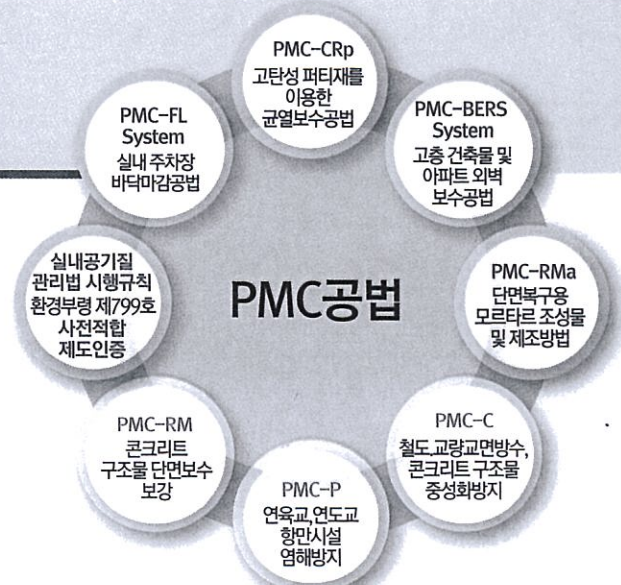 PMC-CRp
고탄성 퍼티재를
이용한
균열보수공법
PMC-BERS
System
고층 건축물 및
아파트 외벽
보수공법
PMC-RMa
단면복구용
모르타르 조성물
및 제조방법
PMC-C
철도.교량교면방수,
콘크리트 구조물
중성화방지
PMC-P
연육교,연도교
항만시설
염해방지
PMC-RM
콘크리트
구조물 단면보수
보강
실내공기질
관리법 시행규칙
환경부령 제799호
사전적합
제도인증
PMC-FL
System
실내 주차장
바닥마감공법
PMC공법